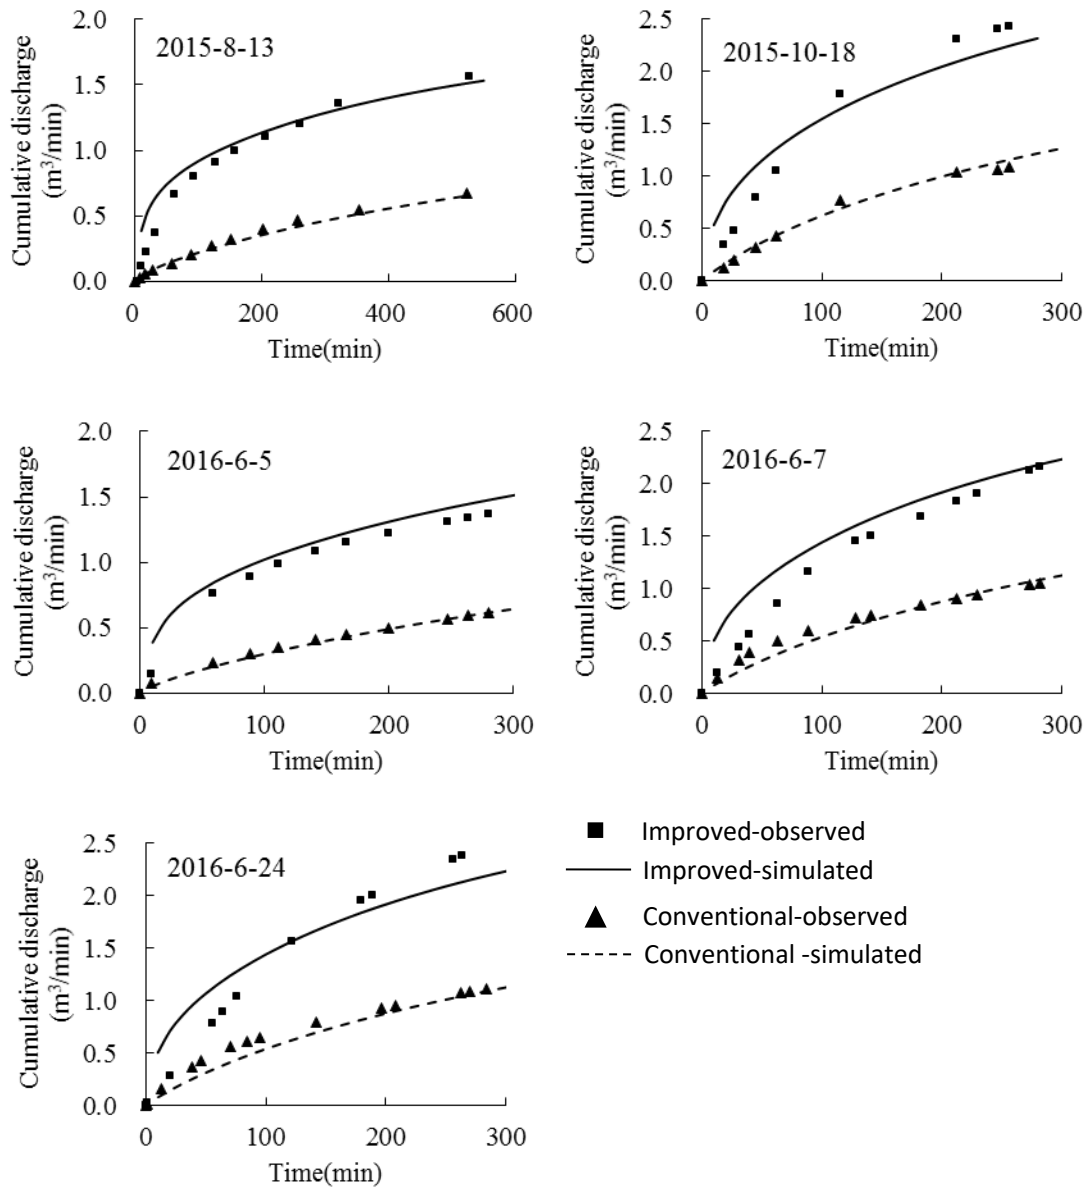 2015-8-13
Cumulative discharge
(m³/min)
2.0
1.5
1.0
0.5
0.0
0 200 400 600
Time(min)
2015-10-18
Cumulative discharge
(m³/min)
2.5
2.0
1.5
1.0
0.5
0.0
0 100 200 300
Time(min)
2016-6-5
Cumulative discharge
(m³/min)
2.0
1.5
1.0
0.5
0.0
0 100 200 300
Time(min)
2016-6-7
Cumulative discharge
(m³/min)
2.5
2.0
1.5
1.0
0.5
0.0
0 100 200 300
Time(min)
2016-6-24
Cumulative discharge
(m³/min)
2.5
2.0
1.5
1.0
0.5
0.0
0 100 200 300
Time(min)
Improved-observed
Improved-simulated
Conventional-observed
Conventional -simulated